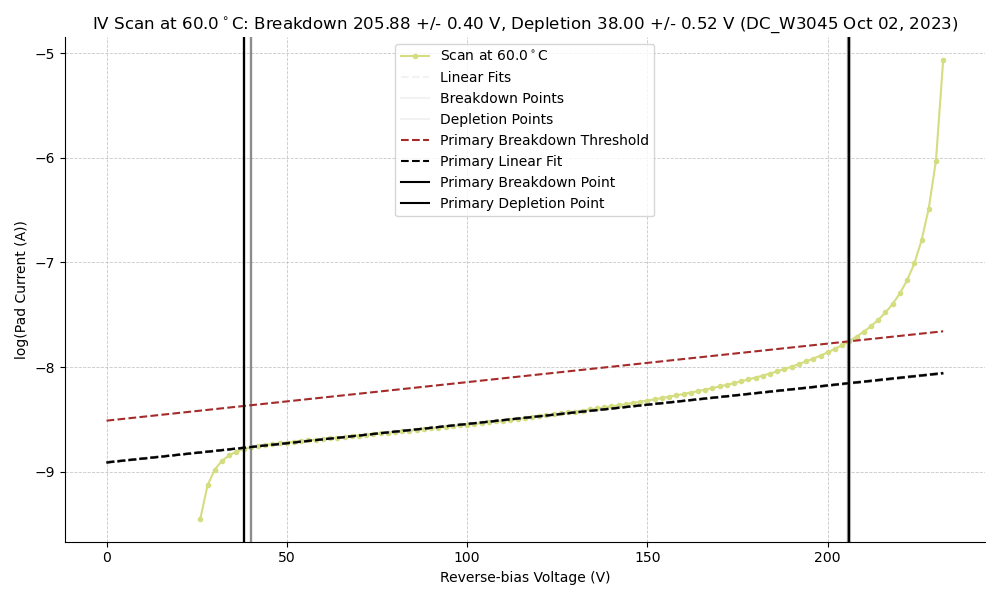 IV Scan at 60.0°C: Breakdown 205.88 +/- 0.40 V, Depletion 38.00 +/- 0.52 V (DC_W3045 Oct 02, 2023)
Scan at 60.0°C
Linear Fits
Breakdown Points
Depletion Points
Primary Breakdown Threshold
Primary Linear Fit
Primary Breakdown Point
Primary Depletion Point
log(Pad Current (A))
−5
−6
−7
−8
−9
0 50 100 150 200
Reverse-bias Voltage (V)